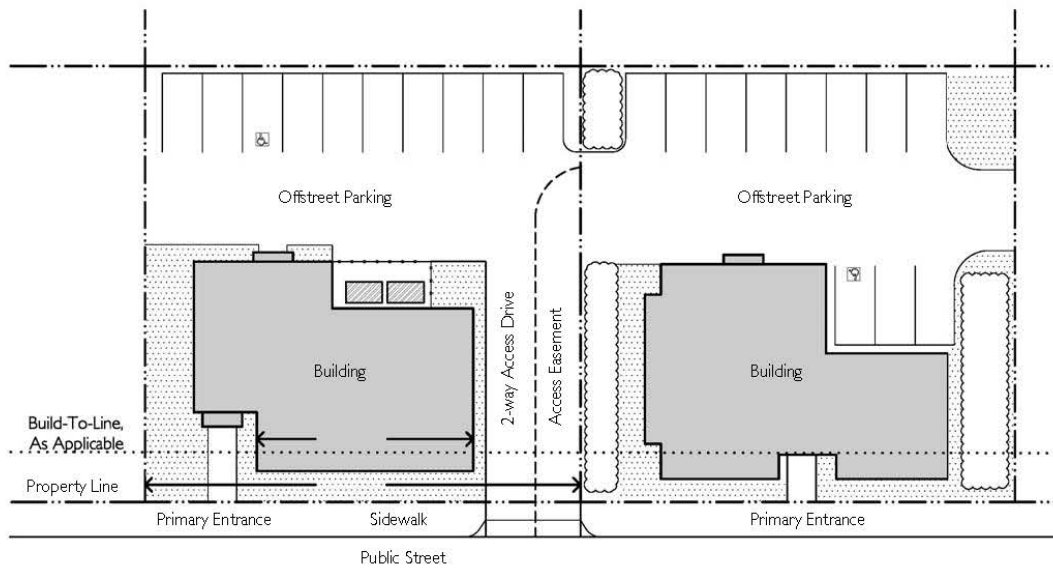 Offstreet Parking
Offstreet Parking
Building
2-way Access Drive
Access Easement
Building
Build-To-Line,
As Applicable
Property Line
Primary Entrance
Sidewalk
Primary Entrance
Public Street